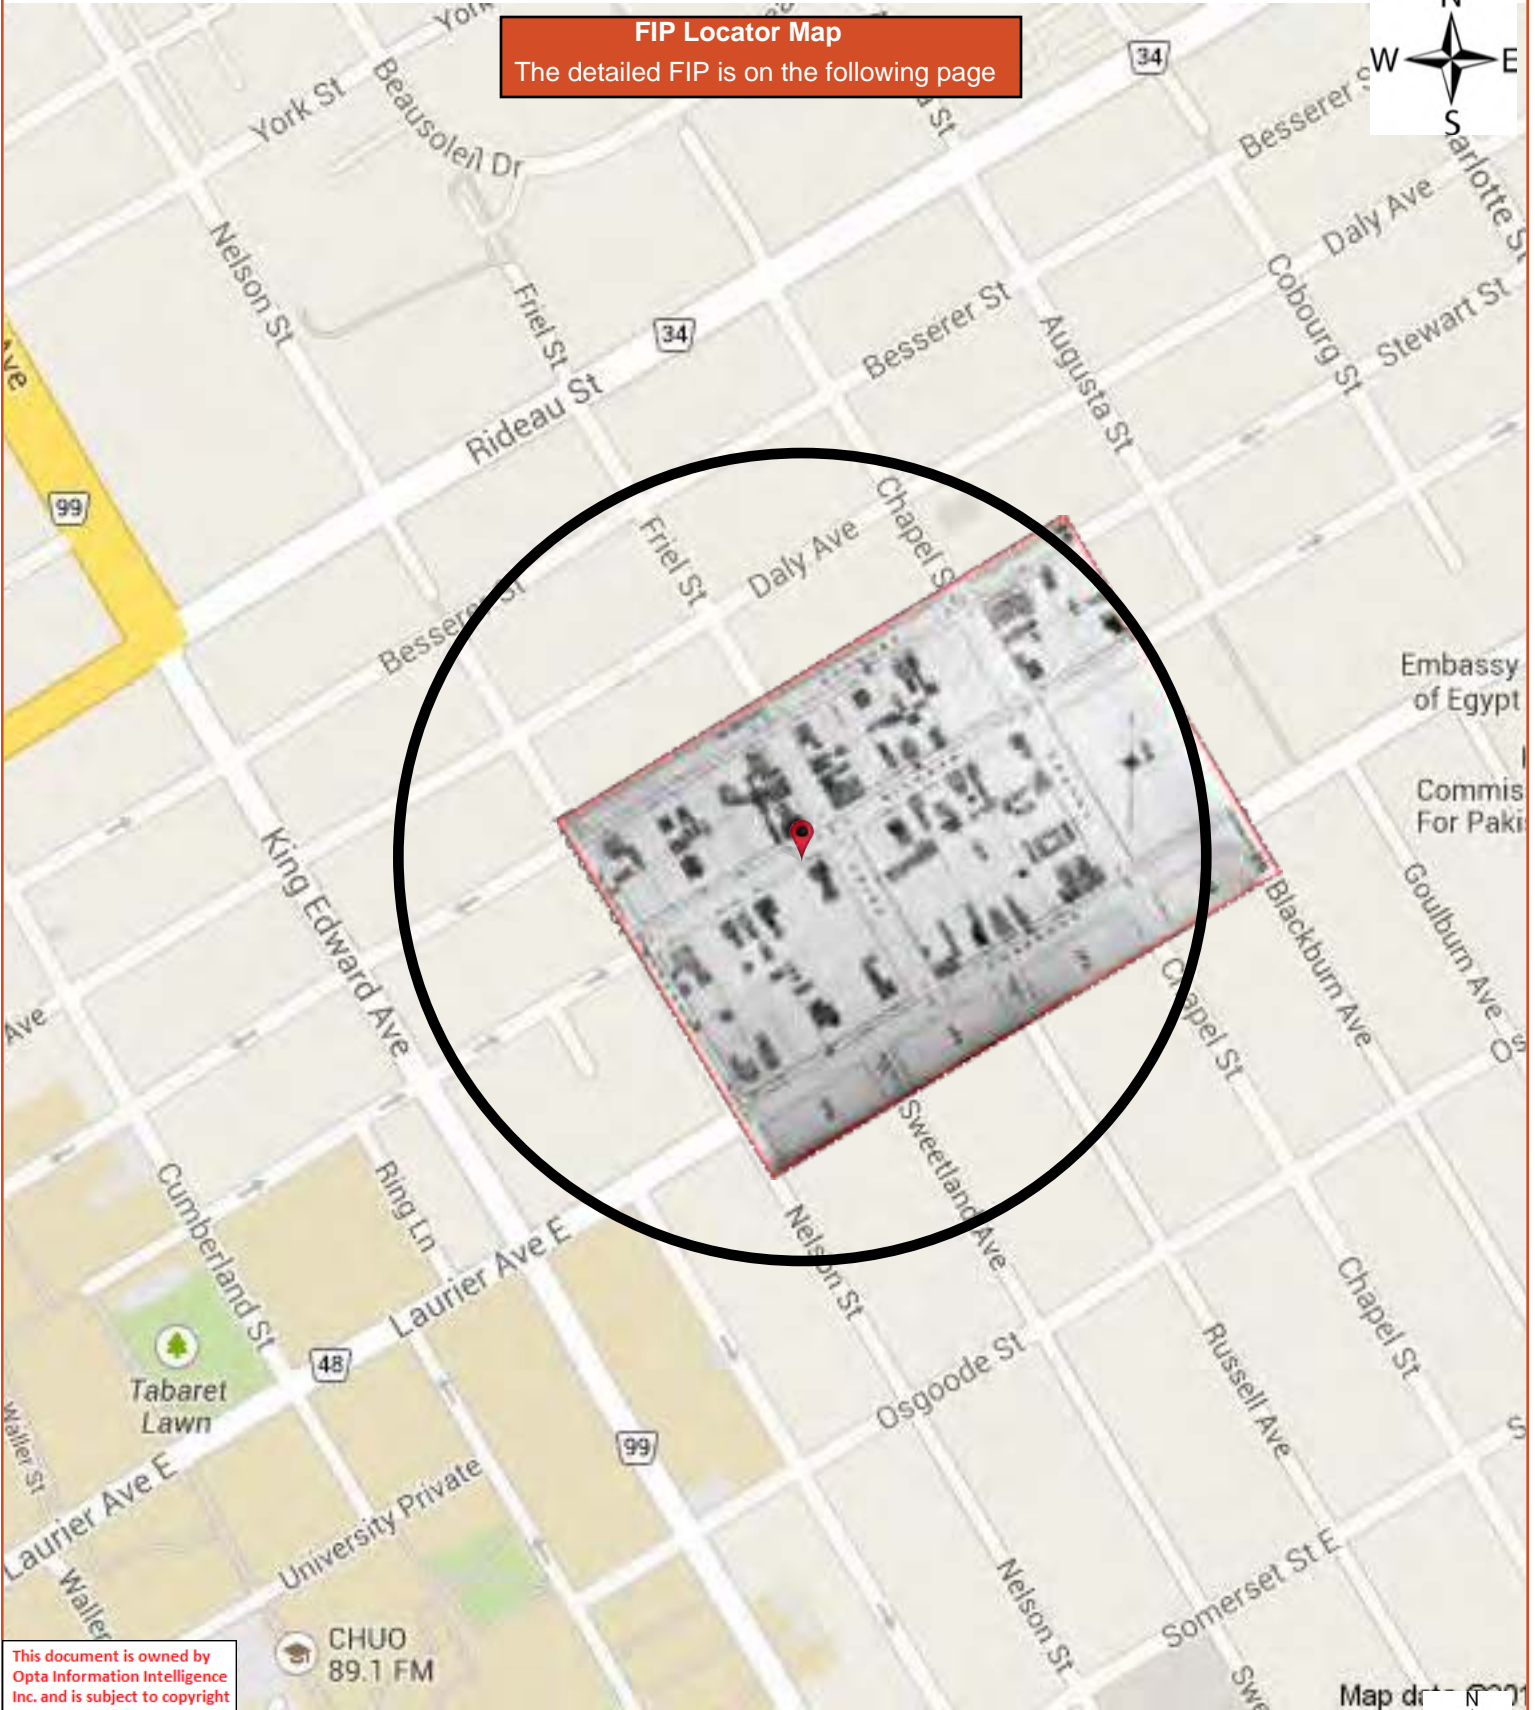 FIP Locator Map
The detailed FIP is on the following page
N
W
E
S
York St
Beausoleil Dr
34
Besserer St
Daly Ave
Stewart St
Nelson St
Friel St
34
Besserer St
Augusta St
Cobourg St
Rideau St
99
Ave
Friel St
Daly Ave
Chapel St
Besserer St
Embassy
of Egypt
Commis
For Paki
King Edward Ave
Blackburn Ave
Goulburn Ave
Ave
Chapel St
Cumberland St
Ring Ln
Laurier Ave E
Sweetland Ave
Nelson St
Osgoode St
Russell Ave
Chapel St
48
Tabaret
Lawn
Waller St
99
Laurier Ave E
University Private
Waller
Nelson St
Somerset St E
CHUO
89.1 FM
This document is owned by
Opta Information Intelligence
Inc. and is subject to copyright
Map
N